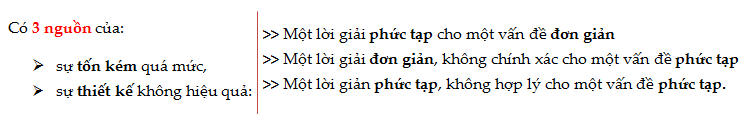 Có 3 nguồn của:
➢ sự tốn kém quá mức,
➢ sự thiết kế không hiệu quả:
>> Một lời giải phức tạp cho một vấn đề đơn giản
>> Một lời giải đơn giản, không chính xác cho một vấn đề phức tạp
>> Một lời giản phức tạp, không hợp lý cho một vấn đề phức tạp.